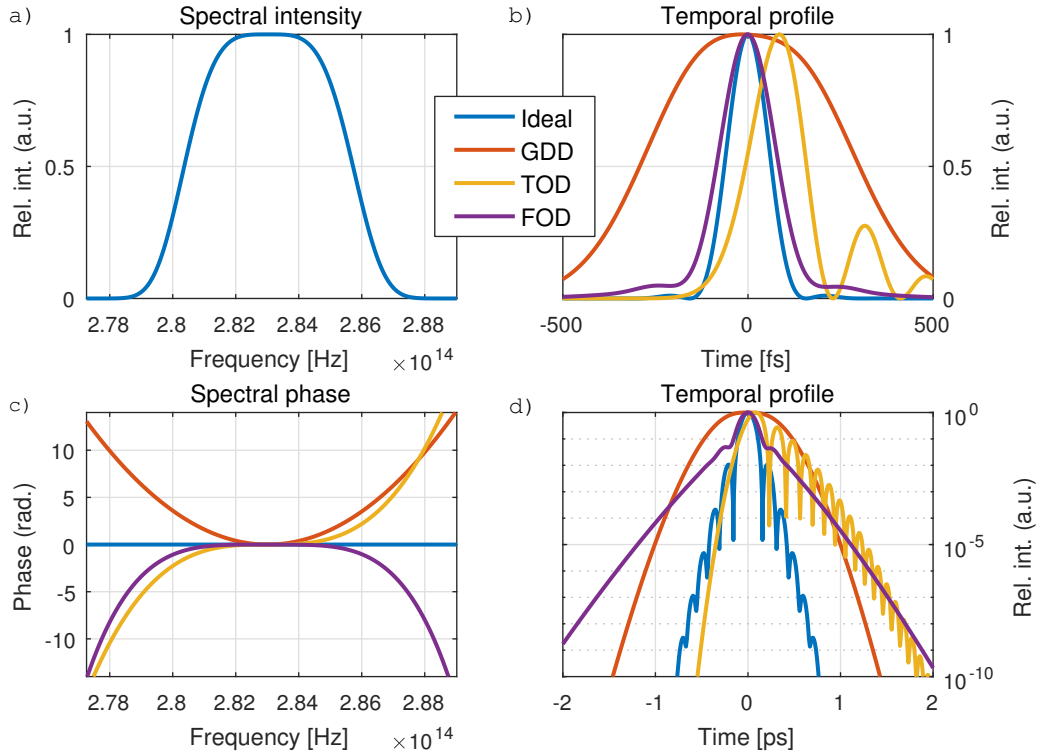 a)
Spectral intensity
1
0.5
0
Rel. int. (a.u.)
2.78 2.8 2.82 2.84 2.86 2.88
Frequency [Hz] ×10^14
b)
Temporal profile
1
0.5
0
Rel. int. (a.u.)
-500 0 500
Time [fs]
Ideal
GDD
TOD
FOD
c)
Spectral phase
10
5
0
-5
-10
Phase (rad.)
2.78 2.8 2.82 2.84 2.86 2.88
Frequency [Hz] ×10^14
d)
Temporal profile
10^0
10^-5
10^-10
Rel. int. (a.u.)
-2 -1 0 1 2
Time [ps]